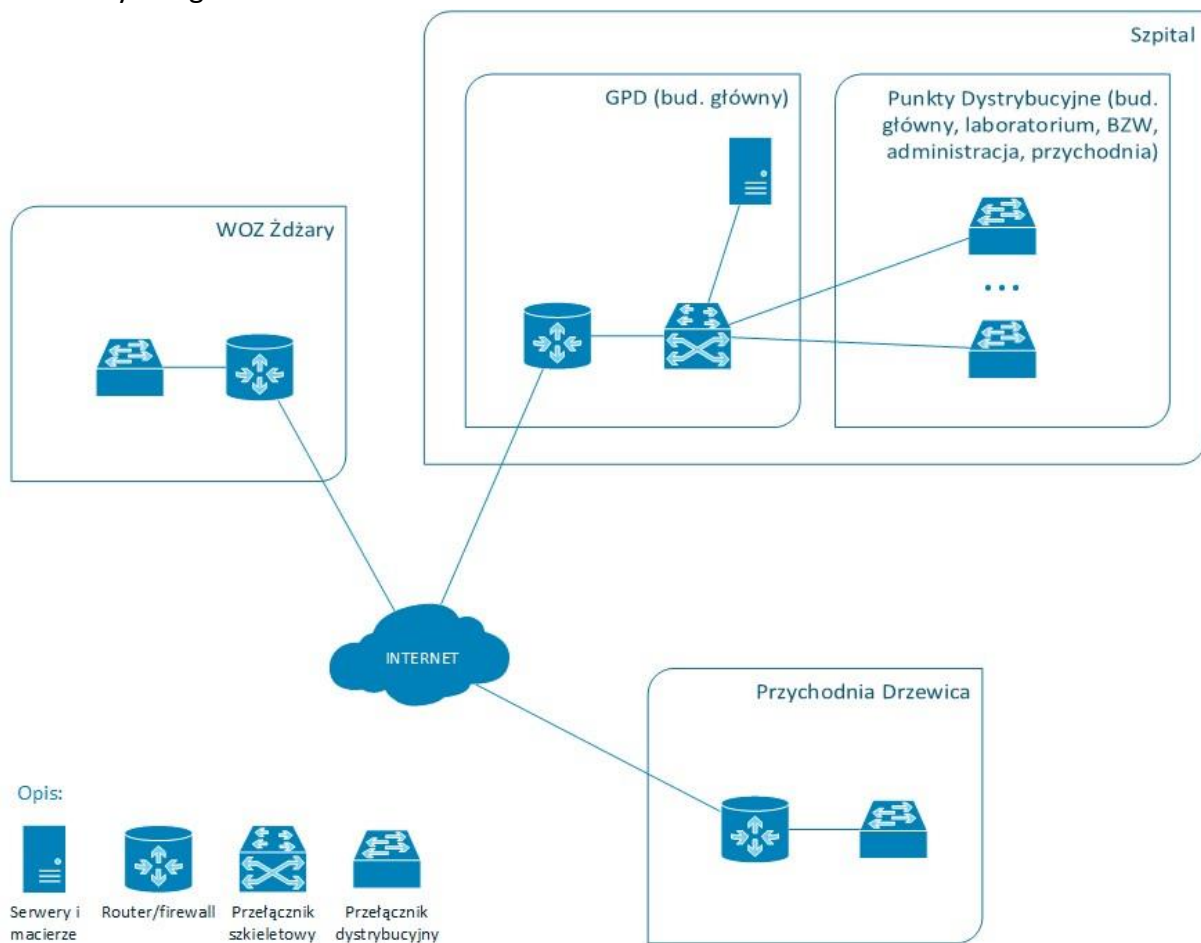 Szpital
GPD (bud. główny)
Punkty Dystrybucyjne (bud.
główny, laboratorium, BZW,
administracja, przychodnia)
WOZ Żdżary
INTERNET
Przychodnia Drzewica
Opis:
Serwery i
macierze
Router/firewall
Przełącznik
szkieletowy
Przełącznik
dystrybucyjny